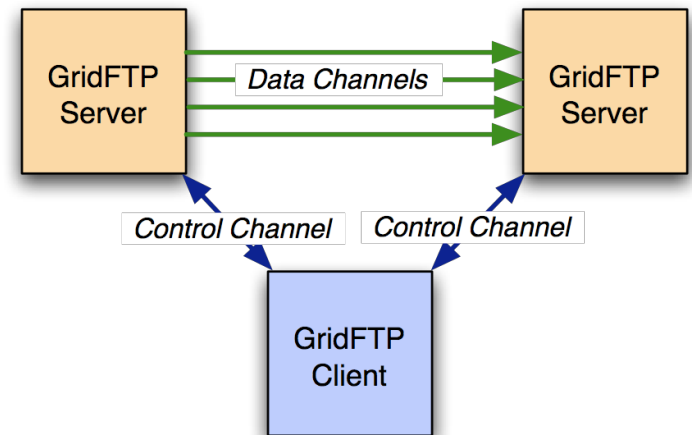 GridFTP
Server
Data Channels
GridFTP
Server
Control Channel
Control Channel
GridFTP
Client